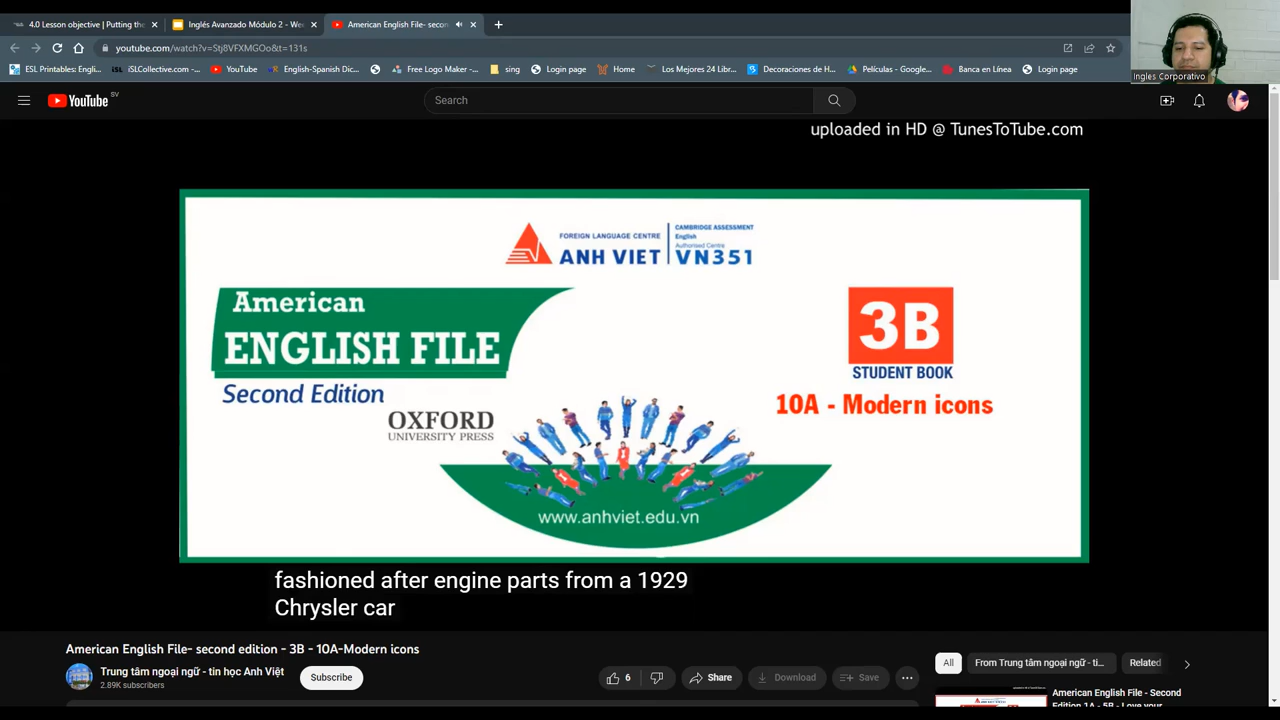 4.0 Lesson objective | Putting the
Inglés Avanzado Módulo 2 - We
American English File- secon
youtube.com/watch?v=Stj8VFXMGOo&t=131s
ESL Printables: Engli...
iSLCollective.com - ...
YouTube
English-Spanish Dic...
Free Logo Maker -...
sing
Login page
Home
Los Mejores 24 Libr...
Decoraciones de H...
Películas - Google...
Banca en Línea
Login page
Ingles Corporativo
YouTube SV
Search
uploaded in HD @ TunesToTube.com
FOREIGN LANGUAGE CENTRE
ANH VIET
CAMBRIDGE ASSESSMENT
English
Authorised Centre
VN351
American
ENGLISH FILE
Second Edition
OXFORD
UNIVERSITY PRESS
3B
STUDENT BOOK
10A - Modern icons
www.anhviet.edu.vn
fashioned after engine parts from a 1929
Chrysler car
American English File- second edition - 3B - 10A-Modern icons
Trung tâm ngoại ngữ - tin học Anh Việt
2.89K subscribers
Subscribe
6
Share
Download
Save
All
From Trung tâm ngoại ngữ - ti...
Related
American English File - Second
Edition 1A - 5B - Love your